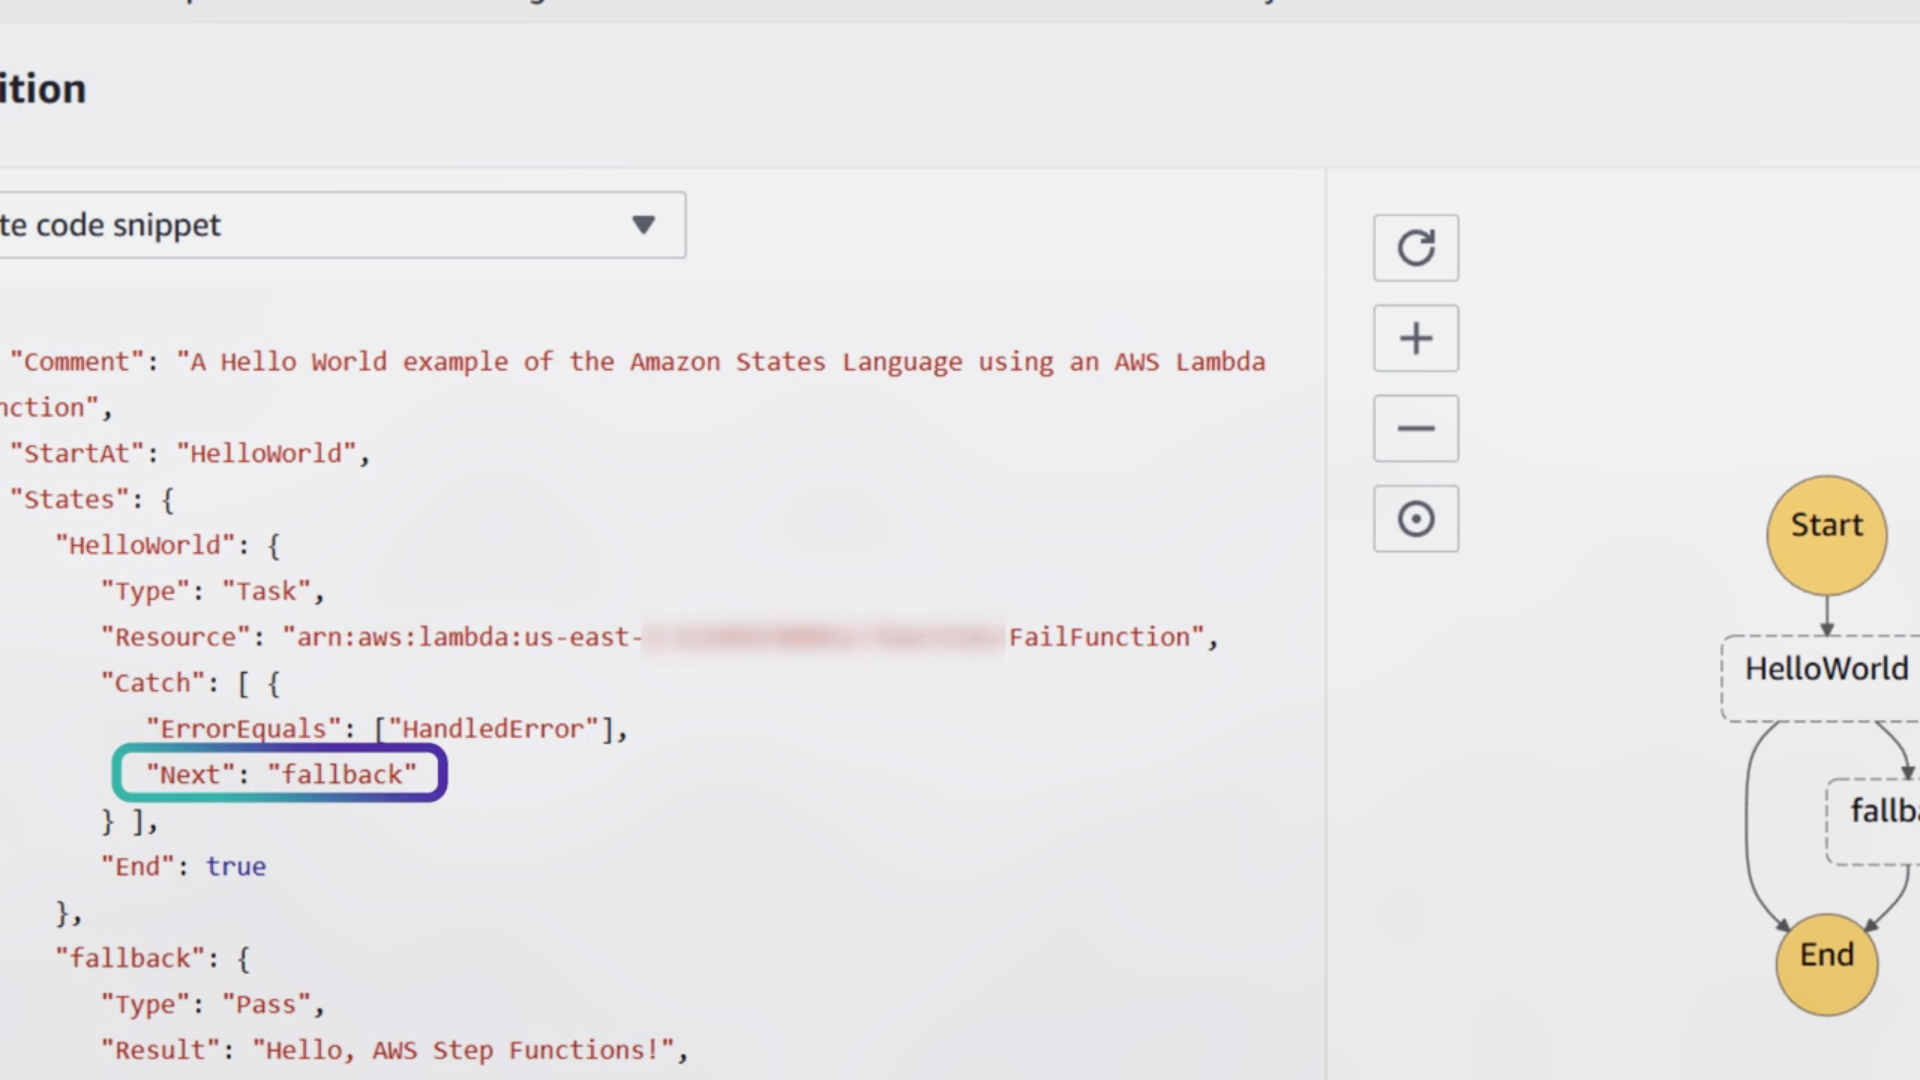 ition
te code snippet
"Comment": "A Hello World example of the Amazon States Language using an AWS Lambda
nction",
"StartAt": "HelloWorld",
"States": {
"HelloWorld": {
"Type": "Task",
"Resource": "arn:aws:lambda:us-east- FailFunction",
"Catch": [ {
"ErrorEquals": ["HandledError"],
"Next": "fallback"
} ],
"End": true
},
"fallback": {
"Type": "Pass",
"Result": "Hello, AWS Step Functions!",
Start
HelloWorld
fallba
End